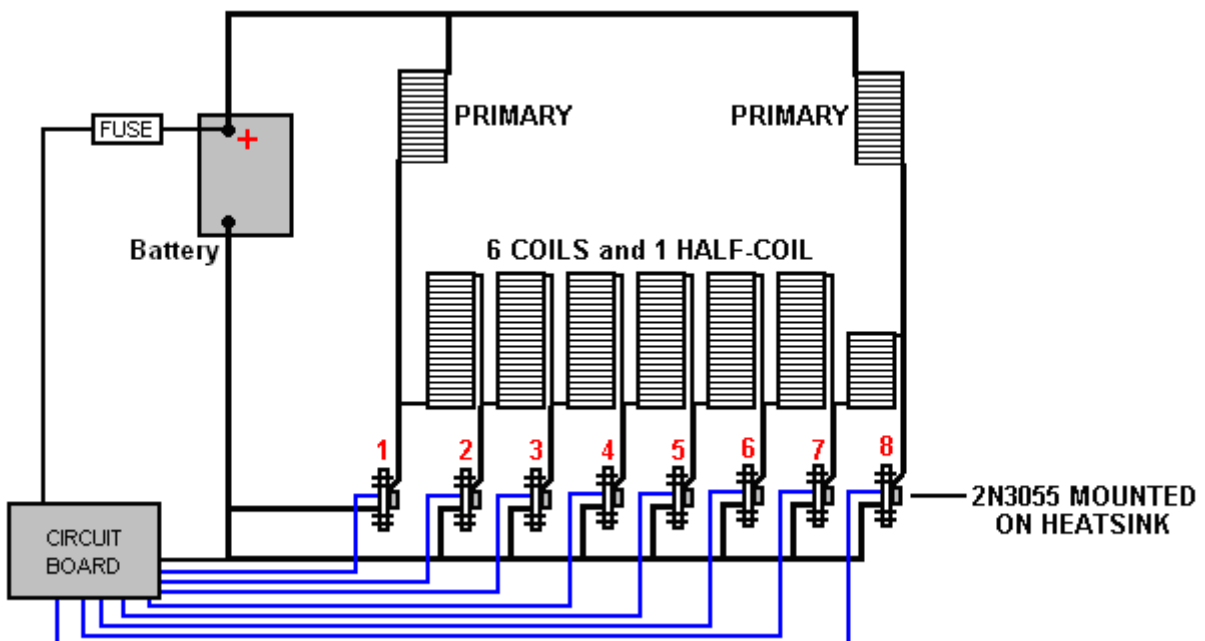 FUSE
+
PRIMARY
PRIMARY
Battery
6 COILS and 1 HALF-COIL
1
2
3
4
5
6
7
8
2N3055 MOUNTED
ON HEATSINK
CIRCUIT
BOARD